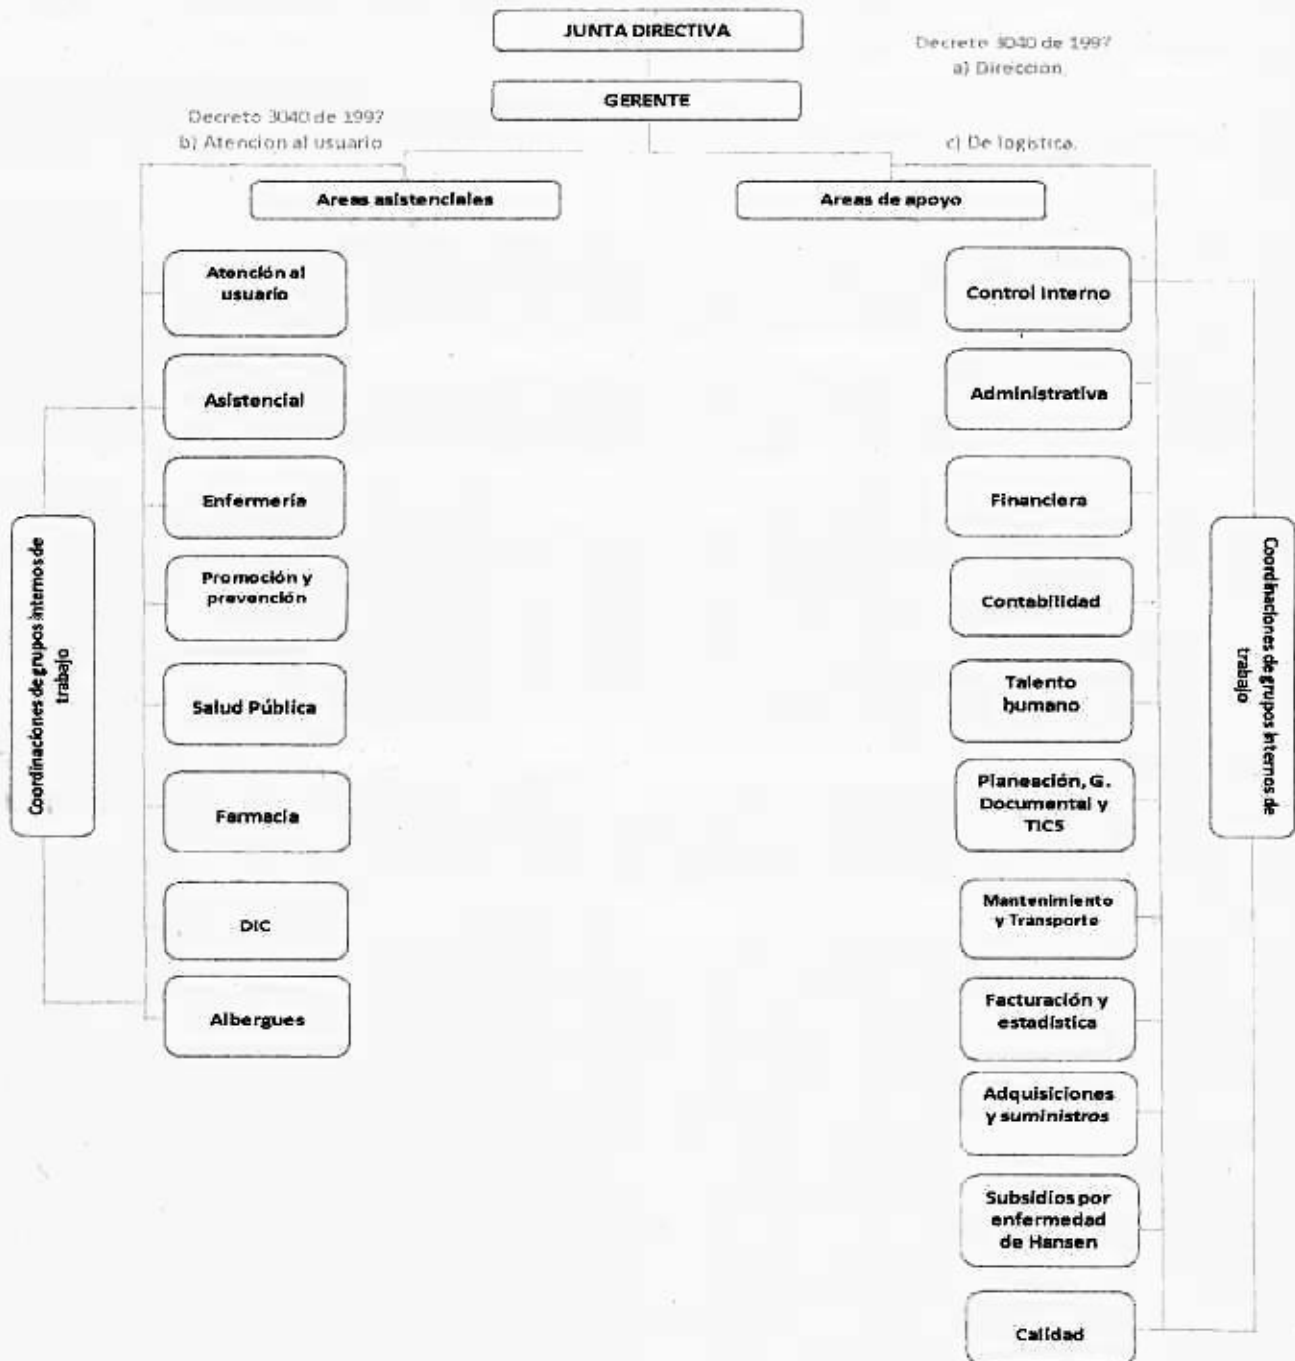 JUNTA DIRECTIVA
Decreto 3040 de 1997
a) Direccion.
GERENTE
Decreto 3040 de 1997
b) Atencion al usuario
c) De logistica.
Areas asistenciales
Areas de apoyo
Atención al
usuario
Asistencial
Enfermería
Promoción y
prevención
Salud Pública
Farmacia
DIC
Albergues
Coordinaciones de grupos internos de
trabajo
Control Interno
Administrativa
Financiera
Contabilidad
Talento
humano
Planeación, G.
Documental y
TICS
Mantenimiento
y Transporte
Facturación y
estadística
Adquisiciones
y suministros
Subsidios por
enfermedad
de Hansen
Calidad
Coordinaciones de grupos internos de
trabajo